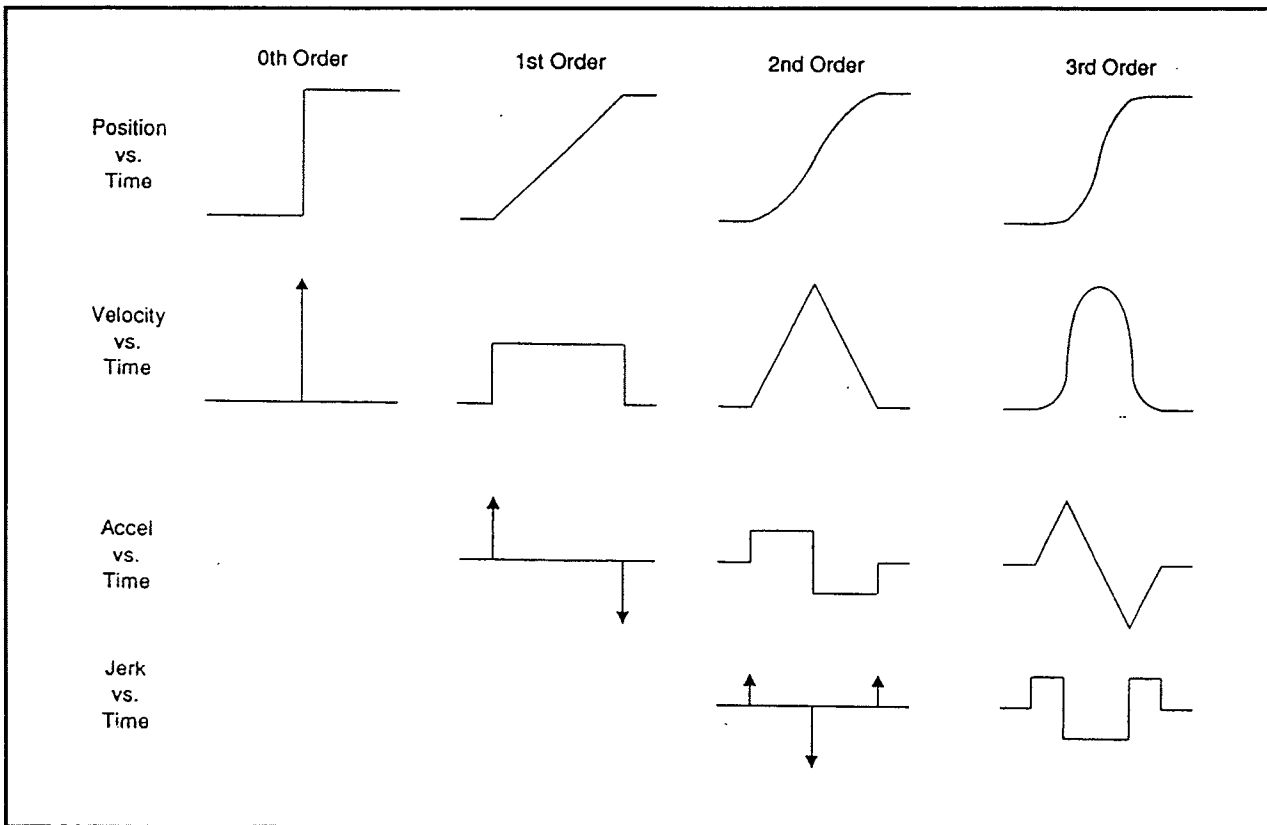 0th Order
1st Order
2nd Order
3rd Order
Position
vs.
Time
Velocity
vs.
Time
Accel
vs.
Time
Jerk
vs.
Time